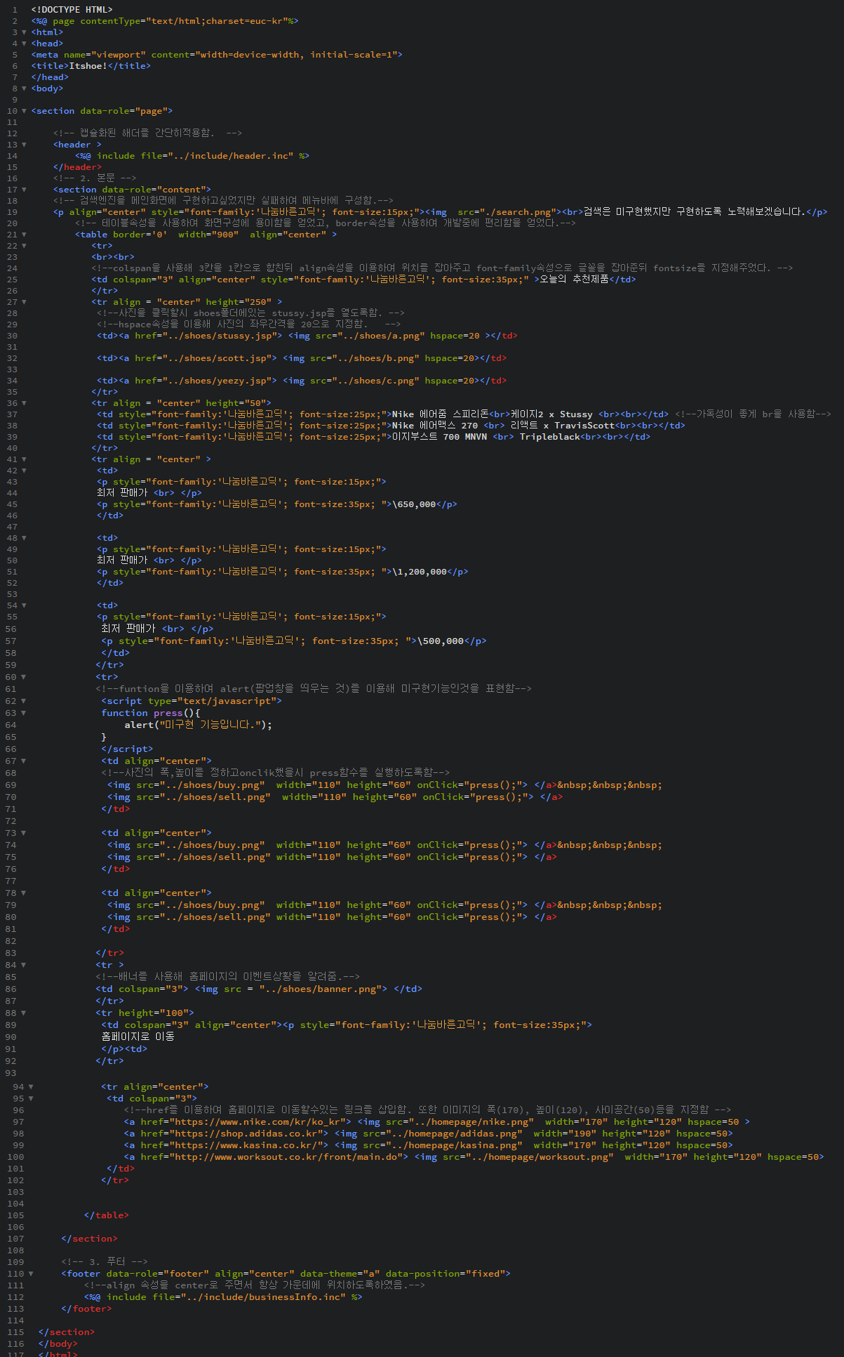 1 <!DOCTYPE HTML>
2 <%@ page contentType="text/html;charset=euc-kr"%>
3 <html>
4 <head>
5 <meta name="viewport" content="width=device-width, initial-scale=1">
6 <title>Itshoe!</title>
7 </head>
8 <body>
9
10 <section data-role="page">
11
12 <!-- 캡슐화된 해더를 간단히적용함. -->
13 <header >
14 <%@ include file="../include/header.inc" %>
15 </header>
16 <!-- 2. 본문 -->
17 <section data-role="content">
18 <!-- 검색엔진을 메인화면에 구현하고싶었지만 실패하여 메뉴바에 구성함.-->
19 <p align="center" style="font-family:'나눔바른고딕'; font-size:15px;"><img  src="./search.png"><br>검색은 미구현했지만 구현하도록 노력해보겠습니다.</p>
20 <!-- 테이블속성을 사용하여 화면구성에 용이함을 얻었고, border속성을 사용하여 개발중에 편리함을 얻었다.-->
21 <table border='0'  width="900"  align="center" >
22 <tr>
23 <br><br>
24 <!--colspan을 사용해 3칸을 1칸으로 합친뒤 align속성을 이용하여 위치를 잡아주고 font-family속성으로 글꼴을 잡아준뒤 fontsize를 지정해주었다. -->
25 <td colspan="3" align="center" style="font-family:'나눔바른고딕'; font-size:35px;" >오늘의 추천제품</td>
26 </tr>
27 <tr align = "center" height="250" >
28 <!--사진을 클릭할시 shoes폴더에있는 stussy.jsp을 열도록함. -->
29 <!--hspace속성을 이용해 사진의 좌우간격을 20으로 지정함.   -->
30 <td><a href="../shoes/stussy.jsp"> <img src="../shoes/a.png" hspace=20 ></td>
31
32 <td><a href="../shoes/scott.jsp"> <img src="../shoes/b.png" hspace=20></td>
33
34 <td><a href="../shoes/yeezy.jsp"> <img src="../shoes/c.png" hspace=20></td>
35 </tr>
36 <tr align = "center" height="50">
37 <td style="font-family:'나눔바른고딕'; font-size:25px;">Nike 에어줌 스피리돈<br>케이지2 x Stussy <br><br></td> <!--가독성이 좋게 br을 사용함-->
38 <td style="font-family:'나눔바른고딕'; font-size:25px;">Nike 에어맥스 270 <br> 리액트 x TravisScott<br><br></td>
39 <td style="font-family:'나눔바른고딕'; font-size:25px;">이지부스트 700 MNVN <br> Tripleblack<br><br></td>
40 </tr>
41 <tr align = "center" >
42 <td>
43 <p style="font-family:'나눔바른고딕'; font-size:15px;">
44 최저 판매가 <br> </p>
45 <p style="font-family:'나눔바른고딕'; font-size:35px; ">\650,000</p>
46 </td>
47
48 <td>
49 <p style="font-family:'나눔바른고딕'; font-size:15px;">
50 최저 판매가 <br> </p>
51 <p style="font-family:'나눔바른고딕'; font-size:35px; ">\1,200,000</p>
52 </td>
53
54 <td>
55 <p style="font-family:'나눔바른고딕'; font-size:15px;">
56 최저 판매가 <br> </p>
57 <p style="font-family:'나눔바른고딕'; font-size:35px; ">\500,000</p>
58 </td>
59 </tr>
60 <tr>
61 <!--funtion을 이용하여 alert(팝업창을 띄우는 것)를 이용해 미구현기능인것을 표현함-->
62 <script type="text/javascript">
63 function press(){
64 alert("미구현 기능입니다.");
65 }
66 </script>
67 <td align="center">
68 <!--사진의 폭,높이를 정하고onclik했을시 press함수를 실행하도록함-->
69 <img src="../shoes/buy.png"  width="110" height="60" onClick="press();"> </a>&nbsp;&nbsp;&nbsp;
70 <img src="../shoes/sell.png"  width="110" height="60" onClick="press();"> </a>
71 </td>
72
73 <td align="center">
74 <img src="../shoes/buy.png"  width="110" height="60" onClick="press();"> </a>&nbsp;&nbsp;&nbsp;
75 <img src="../shoes/sell.png" width="110" height="60" onClick="press();"> </a>
76 </td>
77
78 <td align="center">
79 <img src="../shoes/buy.png"  width="110" height="60" onClick="press();"> </a>&nbsp;&nbsp;&nbsp;
80 <img src="../shoes/sell.png" width="110" height="60" onClick="press();"> </a>
81 </td>
82
83 </tr>
84 <tr >
85 <!--배너를 사용해 홈페이지의 이벤트상황을 알려줌.-->
86 <td colspan="3"> <img src = "../shoes/banner.png"> </td>
87 </tr>
88 <tr height="100">
89 <td colspan="3" align="center"><p style="font-family:'나눔바른고딕'; font-size:35px;">
90 홈페이지로 이동
91 </p><td>
92 </tr>
93
94 <tr align="center">
95 <td colspan="3">
96 <!--href를 이용하여 홈페이지로 이동할수있는 링크를 삽입함. 또한 이미지의 폭(170), 높이(120), 사이공간(50)등을 지정함 -->
97 <a href="https://www.nike.com/kr/ko_kr"> <img src="../homepage/nike.png"  width="170" height="120" hspace=50 >
98 <a href="https://shop.adidas.co.kr"> <img src="../homepage/adidas.png"  width="190" height="120" hspace=50>
99 <a href="https://www.kasina.co.kr/"> <img src="../homepage/kasina.png"  width="170" height="120" hspace=50>
100 <a href="http://www.worksout.co.kr/front/main.do"> <img src="../homepage/worksout.png"  width="170" height="120" hspace=50>
101 </td>
102 </tr>
103
104
105 </table>
106
107 </section>
108
109 <!-- 3. 푸터 -->
110 <footer data-role="footer" align="center" data-theme="a" data-position="fixed">
111 <!--align 속성을 center로 주면서 항상 가운데에 위치하도록하였음.-->
112 <%@ include file="../include/businessInfo.inc" %>
113 </footer>
114
115 </section>
116 </body>
117 </html>